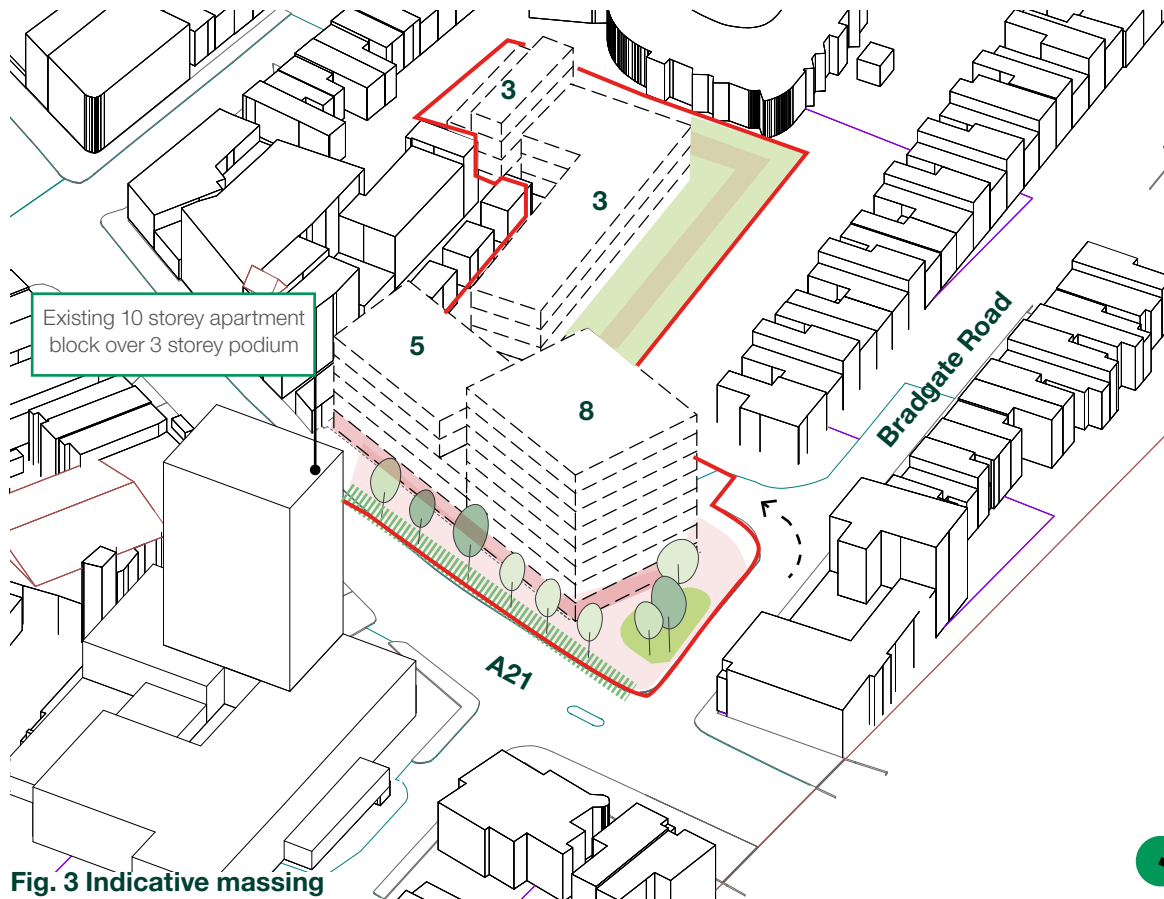 3
3
Existing 10 storey apartment
block over 3 storey podium
5
8
Bradgate Road
A21
Fig. 3 Indicative massing